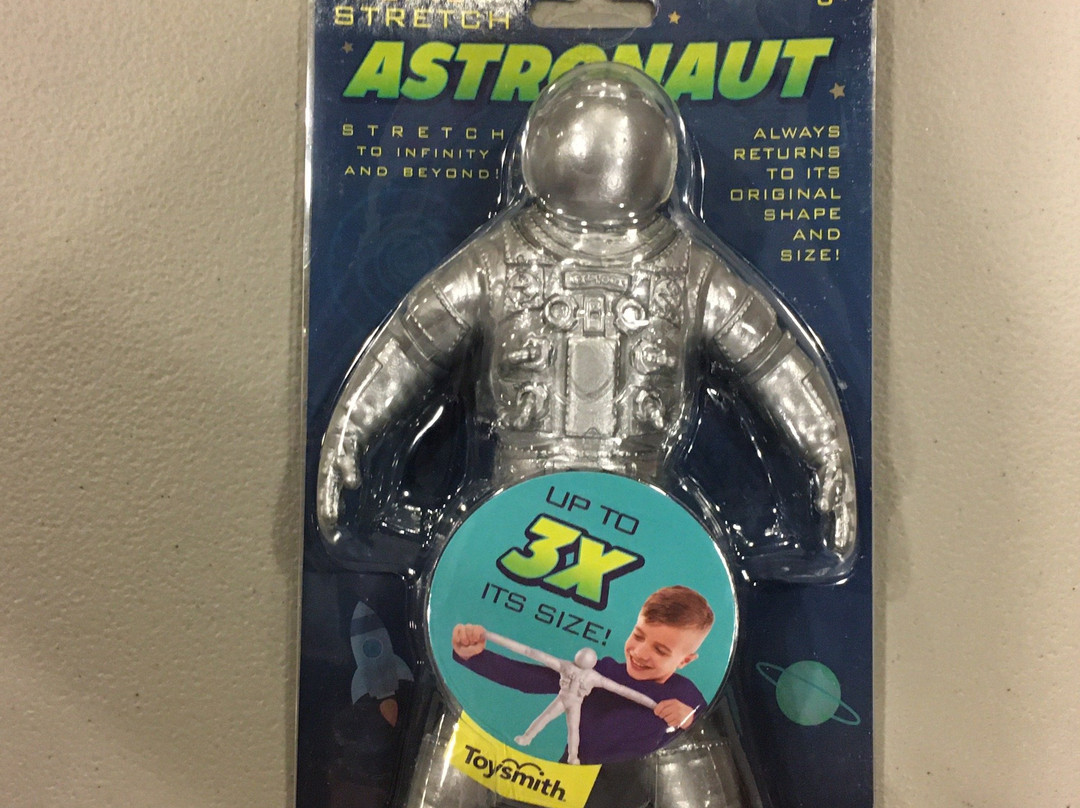 STRETCH
ASTRONAUT
STRETCH
TO INFINITY
AND BEYOND!
ALWAYS
RETURNS
TO ITS
ORIGINAL
SHAPE
AND
SIZE!
UP TO
3X
ITS SIZE!
Toysmith